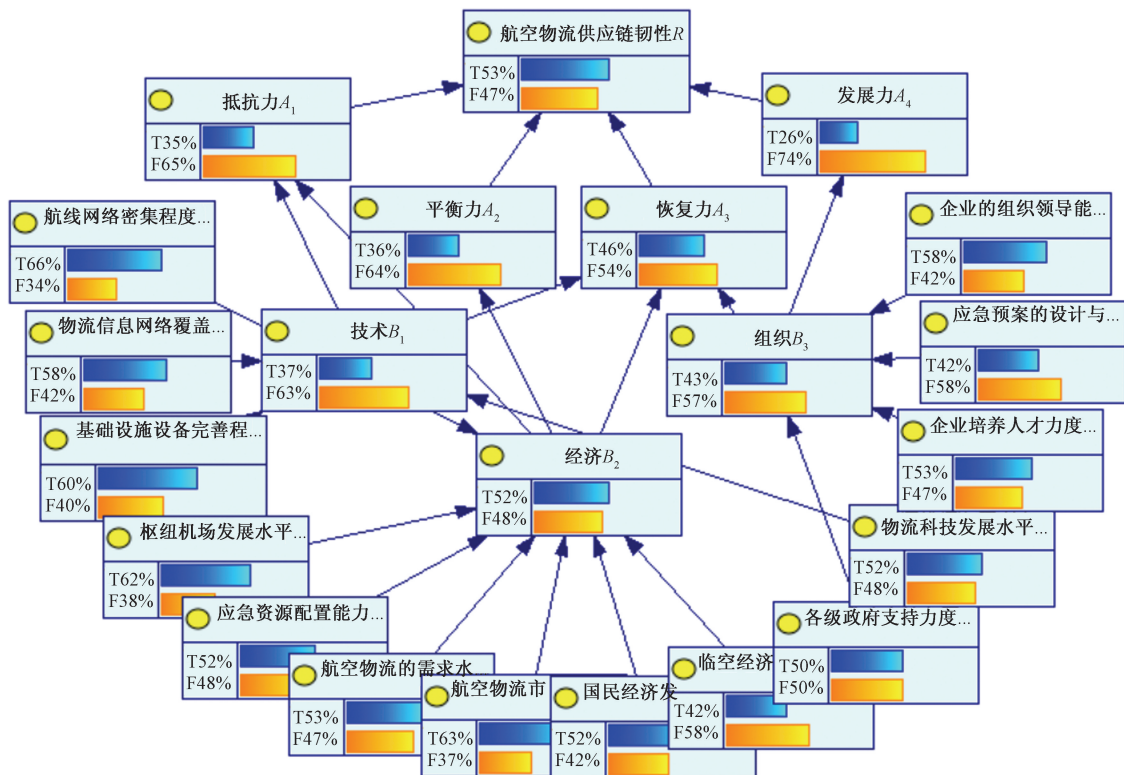 航空物流供应链韧性R
T53%
F47%
抵抗力A₁
T35%
F65%
发展力A₄
T26%
F74%
平衡力A₂
T36%
F64%
恢复力A₃
T46%
F54%
航线网络密集程度...
T66%
F34%
企业的组织领导能...
T58%
F42%
物流信息网络覆盖...
T58%
F42%
技术B₁
T37%
F63%
组织B₃
T43%
F57%
应急预案的设计与...
T42%
F58%
基础设施设备完善程...
T60%
F40%
经济B₂
T52%
F48%
企业培养人才力度...
T53%
F47%
枢纽机场发展水平...
T62%
F38%
物流科技发展水平...
T52%
F48%
应急资源配置能力...
T52%
F48%
各级政府支持力度...
T50%
F50%
航空物流的需求水
T53%
F47%
航空物流市
T63%
F37%
国民经济发
T52%
F42%
临空经济
T42%
F58%